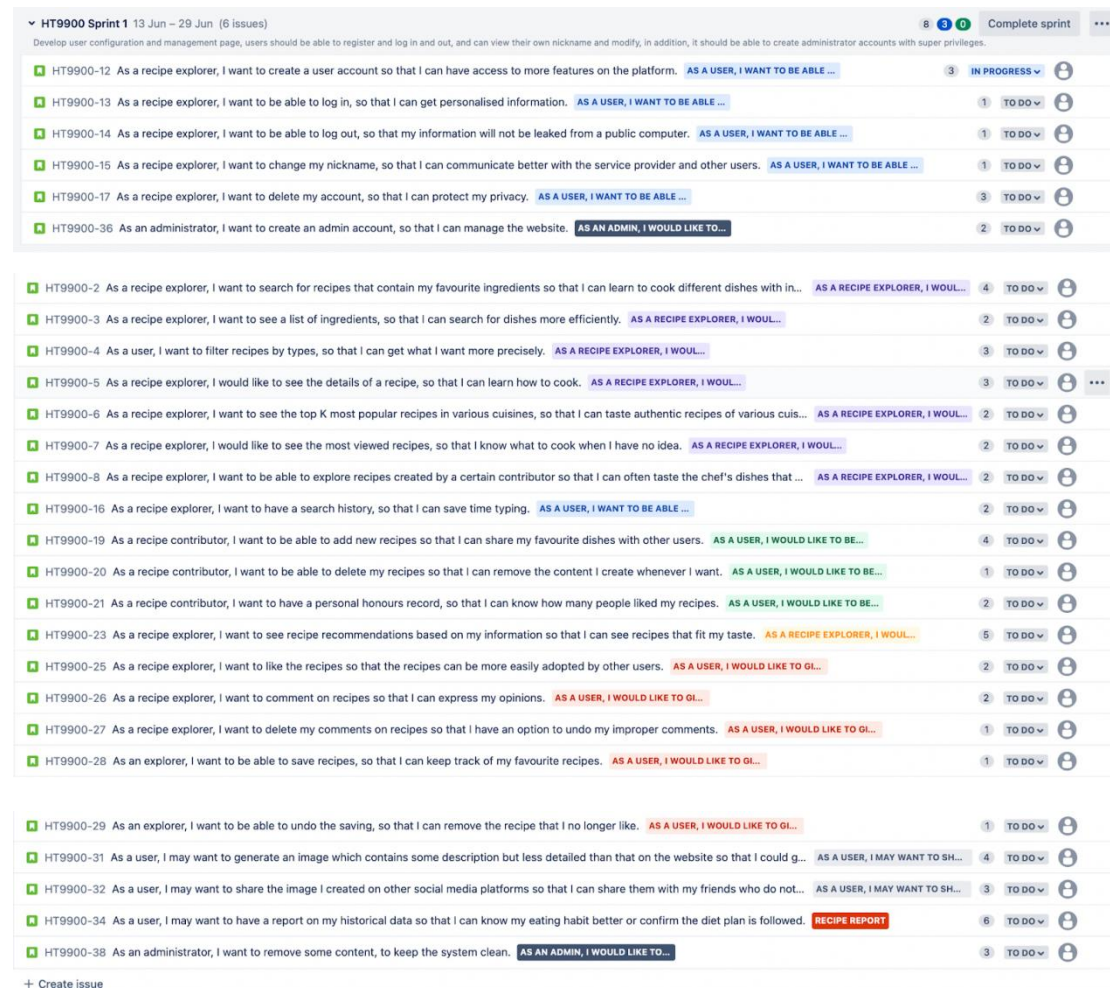 HT9900 Sprint 1 13 Jun – 29 Jun (6 issues) 8 3 0 Complete sprint
Develop user configuration and management page, users should be able to register and log in and out, and can view their own nickname and modify, in addition, it should be able to create administrator accounts with super privileges.
HT9900-12 As a recipe explorer, I want to create a user account so that I can have access to more features on the platform. AS A USER, I WANT TO BE ABLE ... 3 IN PROGRESS
HT9900-13 As a recipe explorer, I want to be able to log in, so that I can get personalised information. AS A USER, I WANT TO BE ABLE ... 1 TO DO
HT9900-14 As a recipe explorer, I want to be able to log out, so that my information will not be leaked from a public computer. AS A USER, I WANT TO BE ABLE ... 1 TO DO
HT9900-15 As a recipe explorer, I want to change my nickname, so that I can communicate better with the service provider and other users. AS A USER, I WANT TO BE ABLE ... 1 TO DO
HT9900-17 As a recipe explorer, I want to delete my account, so that I can protect my privacy. AS A USER, I WANT TO BE ABLE ... 3 TO DO
HT9900-36 As an administrator, I want to create an admin account, so that I can manage the website. AS AN ADMIN, I WOULD LIKE TO... 2 TO DO
HT9900-2 As a recipe explorer, I want to search for recipes that contain my favourite ingredients so that I can learn to cook different dishes with in... AS A RECIPE EXPLORER, I WOUL... 4 TO DO
HT9900-3 As a recipe explorer, I want to see a list of ingredients, so that I can search for dishes more efficiently. AS A RECIPE EXPLORER, I WOUL... 2 TO DO
HT9900-4 As a user, I want to filter recipes by types, so that I can get what I want more precisely. AS A RECIPE EXPLORER, I WOUL... 3 TO DO
HT9900-5 As a recipe explorer, I would like to see the details of a recipe, so that I can learn how to cook. AS A RECIPE EXPLORER, I WOUL... 3 TO DO
HT9900-6 As a recipe explorer, I want to see the top K most popular recipes in various cuisines, so that I can taste authentic recipes of various cuis... AS A RECIPE EXPLORER, I WOUL... 2 TO DO
HT9900-7 As a recipe explorer, I would like to see the most viewed recipes, so that I know what to cook when I have no idea. AS A RECIPE EXPLORER, I WOUL... 2 TO DO
HT9900-8 As a recipe explorer, I want to be able to explore recipes created by a certain contributor so that I can often taste the chef's dishes that ... AS A RECIPE EXPLORER, I WOUL... 2 TO DO
HT9900-16 As a recipe explorer, I want to have a search history, so that I can save time typing. AS A USER, I WANT TO BE ABLE ... 2 TO DO
HT9900-19 As a recipe contributor, I want to be able to add new recipes so that I can share my favourite dishes with other users. AS A USER, I WOULD LIKE TO BE... 4 TO DO
HT9900-20 As a recipe contributor, I want to be able to delete my recipes so that I can remove the content I create whenever I want. AS A USER, I WOULD LIKE TO BE... 1 TO DO
HT9900-21 As a recipe contributor, I want to have a personal honours record, so that I can know how many people liked my recipes. AS A USER, I WOULD LIKE TO BE... 2 TO DO
HT9900-23 As a recipe explorer, I want to see recipe recommendations based on my information so that I can see recipes that fit my taste. AS A RECIPE EXPLORER, I WOUL... 5 TO DO
HT9900-25 As a recipe explorer, I want to like the recipes so that the recipes can be more easily adopted by other users. AS A USER, I WOULD LIKE TO GI... 2 TO DO
HT9900-26 As a recipe explorer, I want to comment on recipes so that I can express my opinions. AS A USER, I WOULD LIKE TO GI... 2 TO DO
HT9900-27 As a recipe explorer, I want to delete my comments on recipes so that I have an option to undo my improper comments. AS A USER, I WOULD LIKE TO GI... 1 TO DO
HT9900-28 As an explorer, I want to be able to save recipes, so that I can keep track of my favourite recipes. AS A USER, I WOULD LIKE TO GI... 1 TO DO
HT9900-29 As an explorer, I want to be able to undo the saving, so that I can remove the recipe that I no longer like. AS A USER, I WOULD LIKE TO GI... 1 TO DO
HT9900-31 As a user, I may want to generate an image which contains some description but less detailed than that on the website so that I could g... AS A USER, I MAY WANT TO SH... 4 TO DO
HT9900-32 As a user, I may want to share the image I created on other social media platforms so that I can share them with my friends who do not... AS A USER, I MAY WANT TO SH... 3 TO DO
HT9900-34 As a user, I may want to have a report on my historical data so that I can know my eating habit better or confirm the diet plan is followed. RECIPE REPORT 6 TO DO
HT9900-38 As an administrator, I want to remove some content, to keep the system clean. AS AN ADMIN, I WOULD LIKE TO... 3 TO DO
+ Create issue